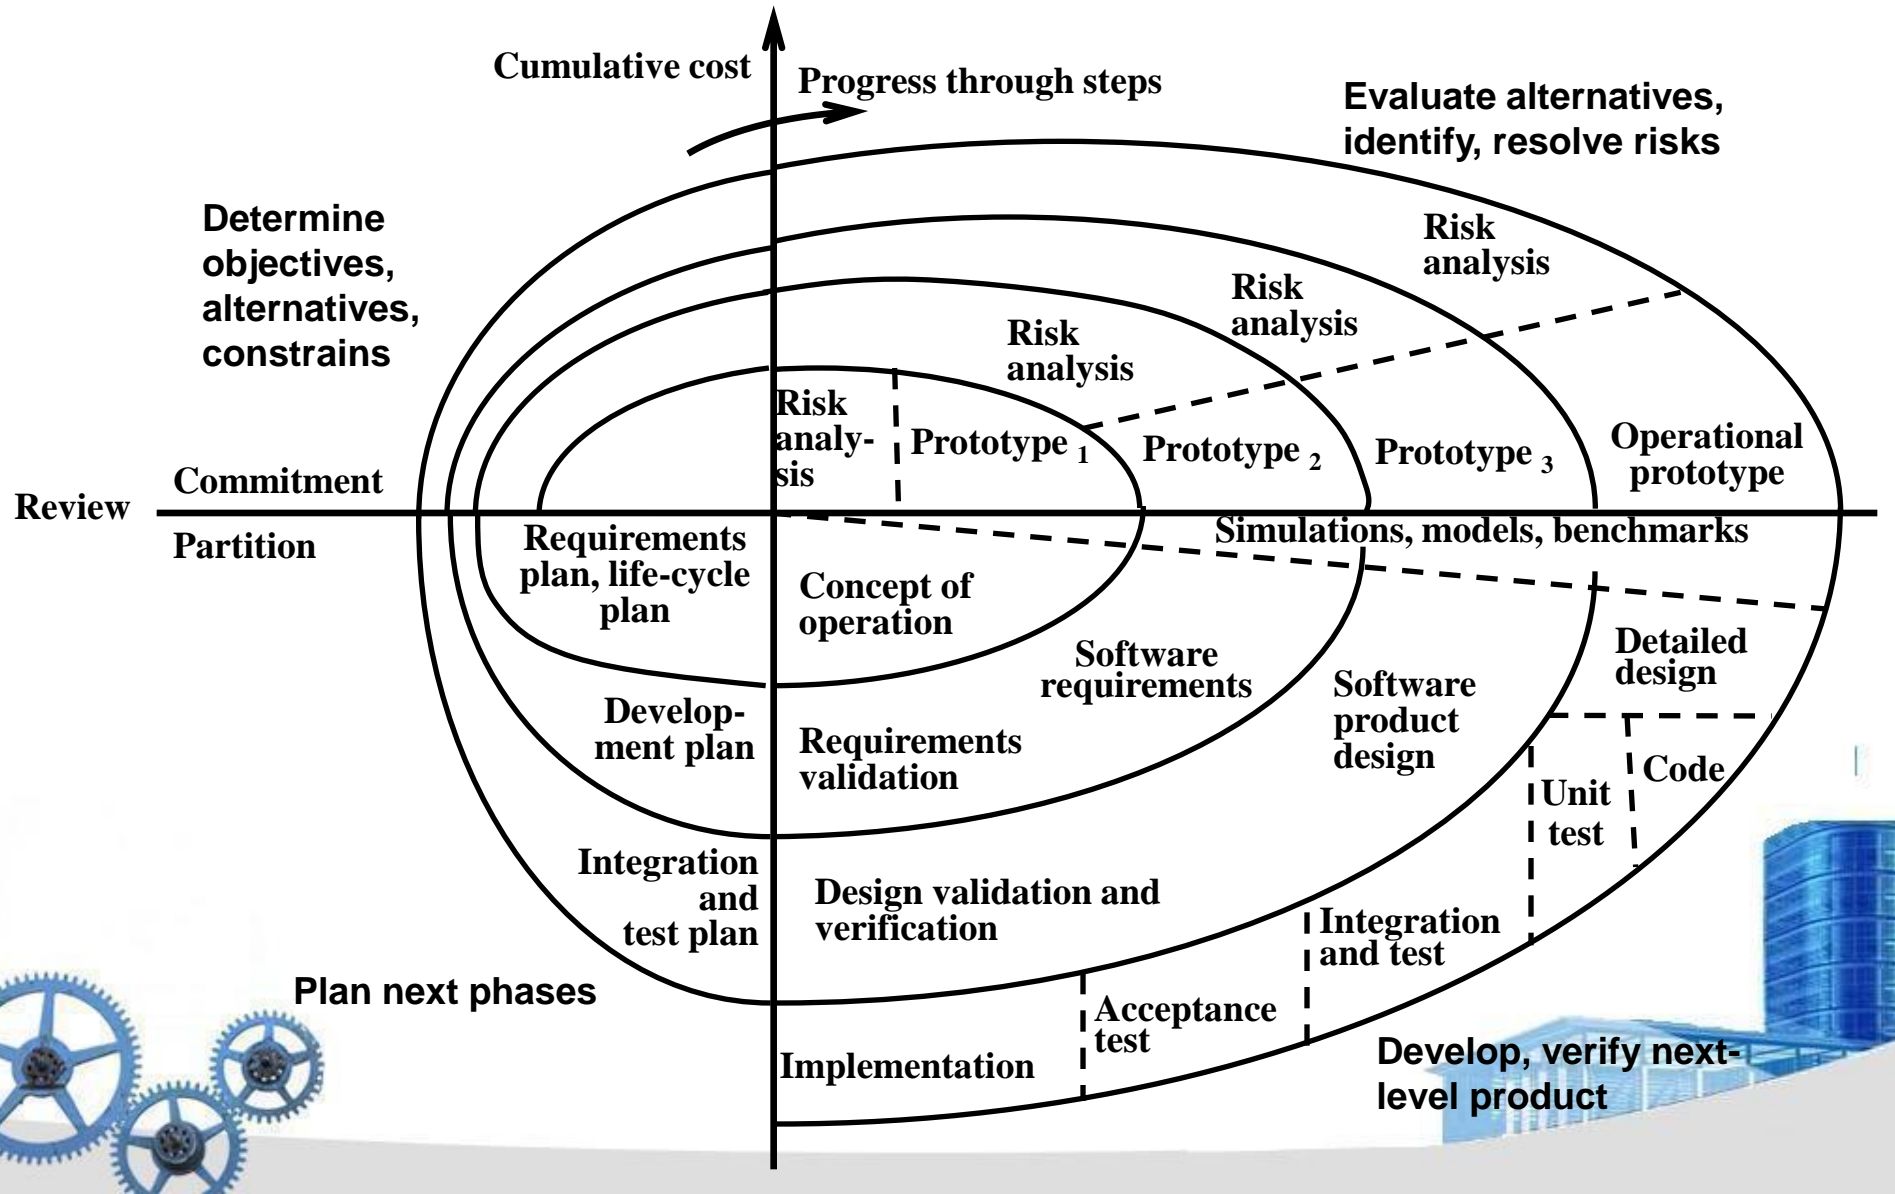 Cumulative cost
Progress through steps
Evaluate alternatives,
identify, resolve risks
Determine
objectives,
alternatives,
constrains
Risk
analysis
Risk
analysis
Risk
analysis
Risk
analy-
sis
Prototype 1
Prototype 2
Prototype 3
Operational
prototype
Review
Commitment
Partition
Simulations, models, benchmarks
Requirements
plan, life-cycle
plan
Concept of
operation
Software
requirements
Detailed
design
Software
product
design
Develop-
ment plan
Requirements
validation
Code
Unit
test
Integration
and
test plan
Design validation and
verification
Integration
and test
Plan next phases
Acceptance
test
Implementation
Develop, verify next-
level product